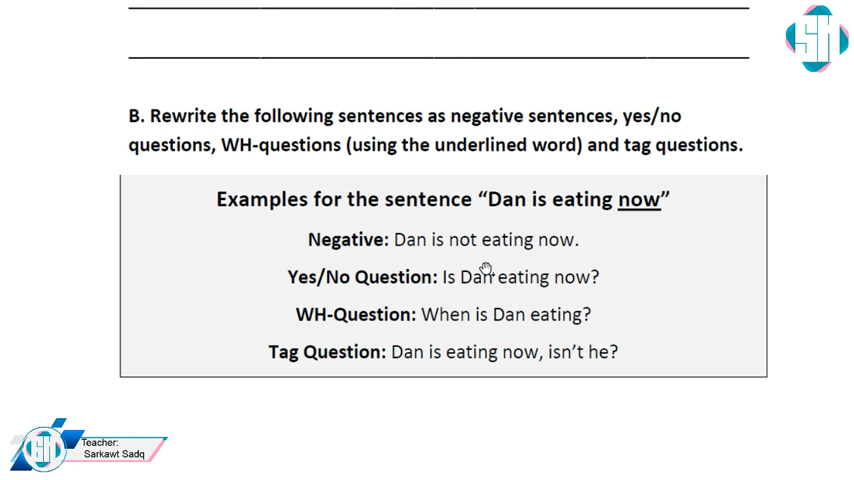 SH
B. Rewrite the following sentences as negative sentences, yes/no
questions, WH-questions (using the underlined word) and tag questions.
Examples for the sentence “Dan is eating now”
Negative: Dan is not eating now.
Yes/No Question: Is Dan eating now?
WH-Question: When is Dan eating?
Tag Question: Dan is eating now, isn’t he?
SH
Teacher:
Sarkawt Sadq